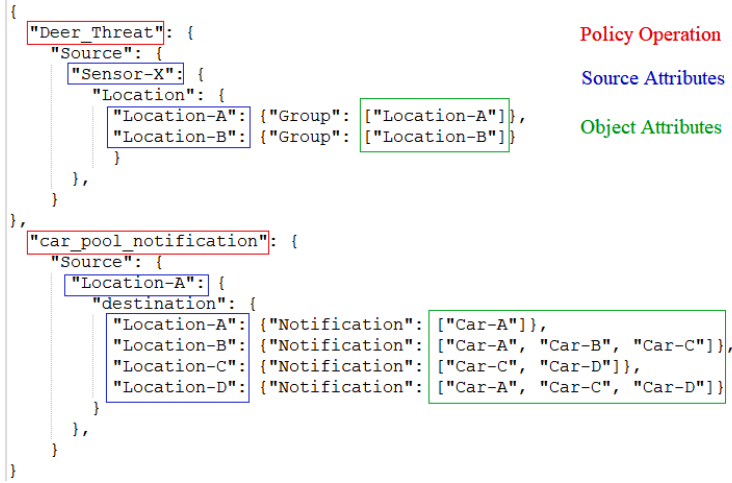 {
"Deer_Threat": {
"Source": {
"Sensor-X": {
"Location": {
"Location-A": {"Group": ["Location-A"]},
"Location-B": {"Group": ["Location-B"]}
}
},
}
},
"car_pool_notification": {
"Source": {
"Location-A": {
"destination": {
"Location-A": {"Notification": ["Car-A"]},
"Location-B": {"Notification": ["Car-A", "Car-B", "Car-C"]},
"Location-C": {"Notification": ["Car-C", "Car-D"]},
"Location-D": {"Notification": ["Car-A", "Car-C", "Car-D"]}
}
},
}
}
Policy Operation
Source Attributes
Object Attributes